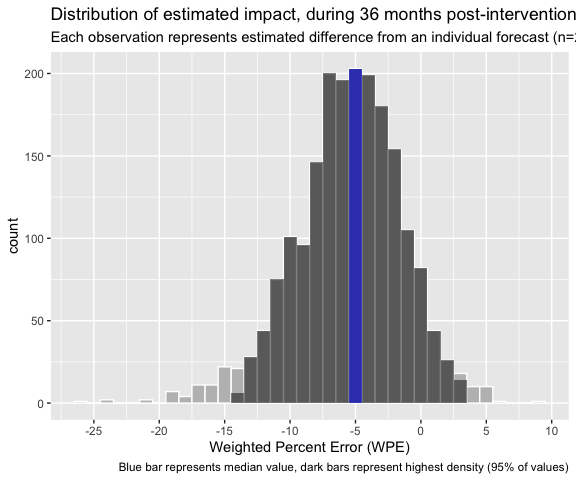 Distribution of estimated impact, during 36 months post-intervention
Each observation represents estimated difference from an individual forecast (n=
200
150
100
50
0
count
-25 -20 -15 -10 -5 0 5 10
Weighted Percent Error (WPE)
Blue bar represents median value, dark bars represent highest density (95% of values)